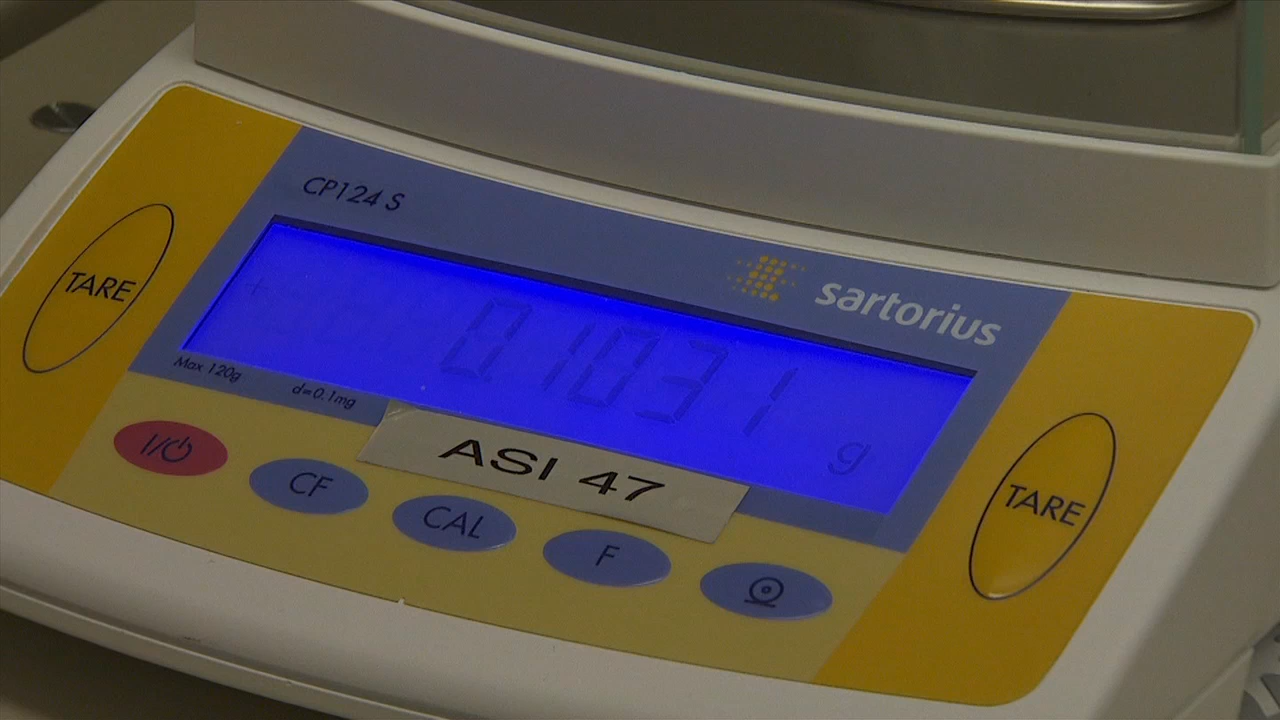 CP124 S
sartorius
TARE
+ 0.1031 g
Max 120g
d=0.1mg
ASI 47
I/⏻
CF
CAL
F
TARE